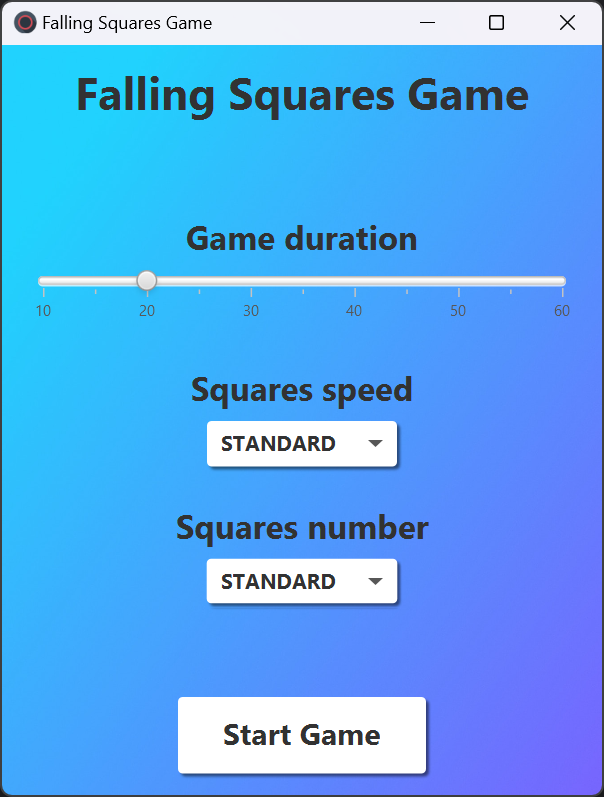 Falling Squares Game
Falling Squares Game
Game duration
10 20 30 40 50 60
Squares speed
STANDARD
Squares number
STANDARD
Start Game